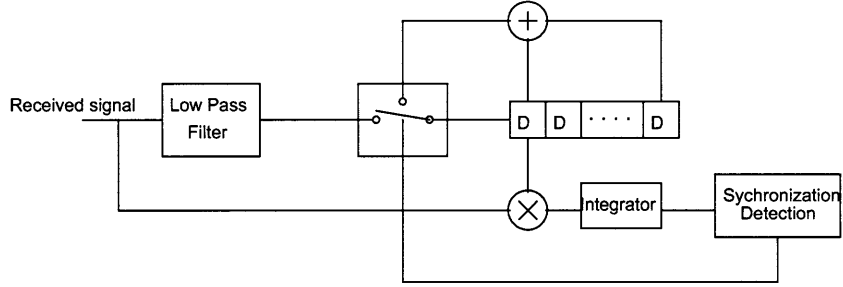 Received signal
Low Pass
Filter
D D · · · · D
Integrator
Sychronization
Detection